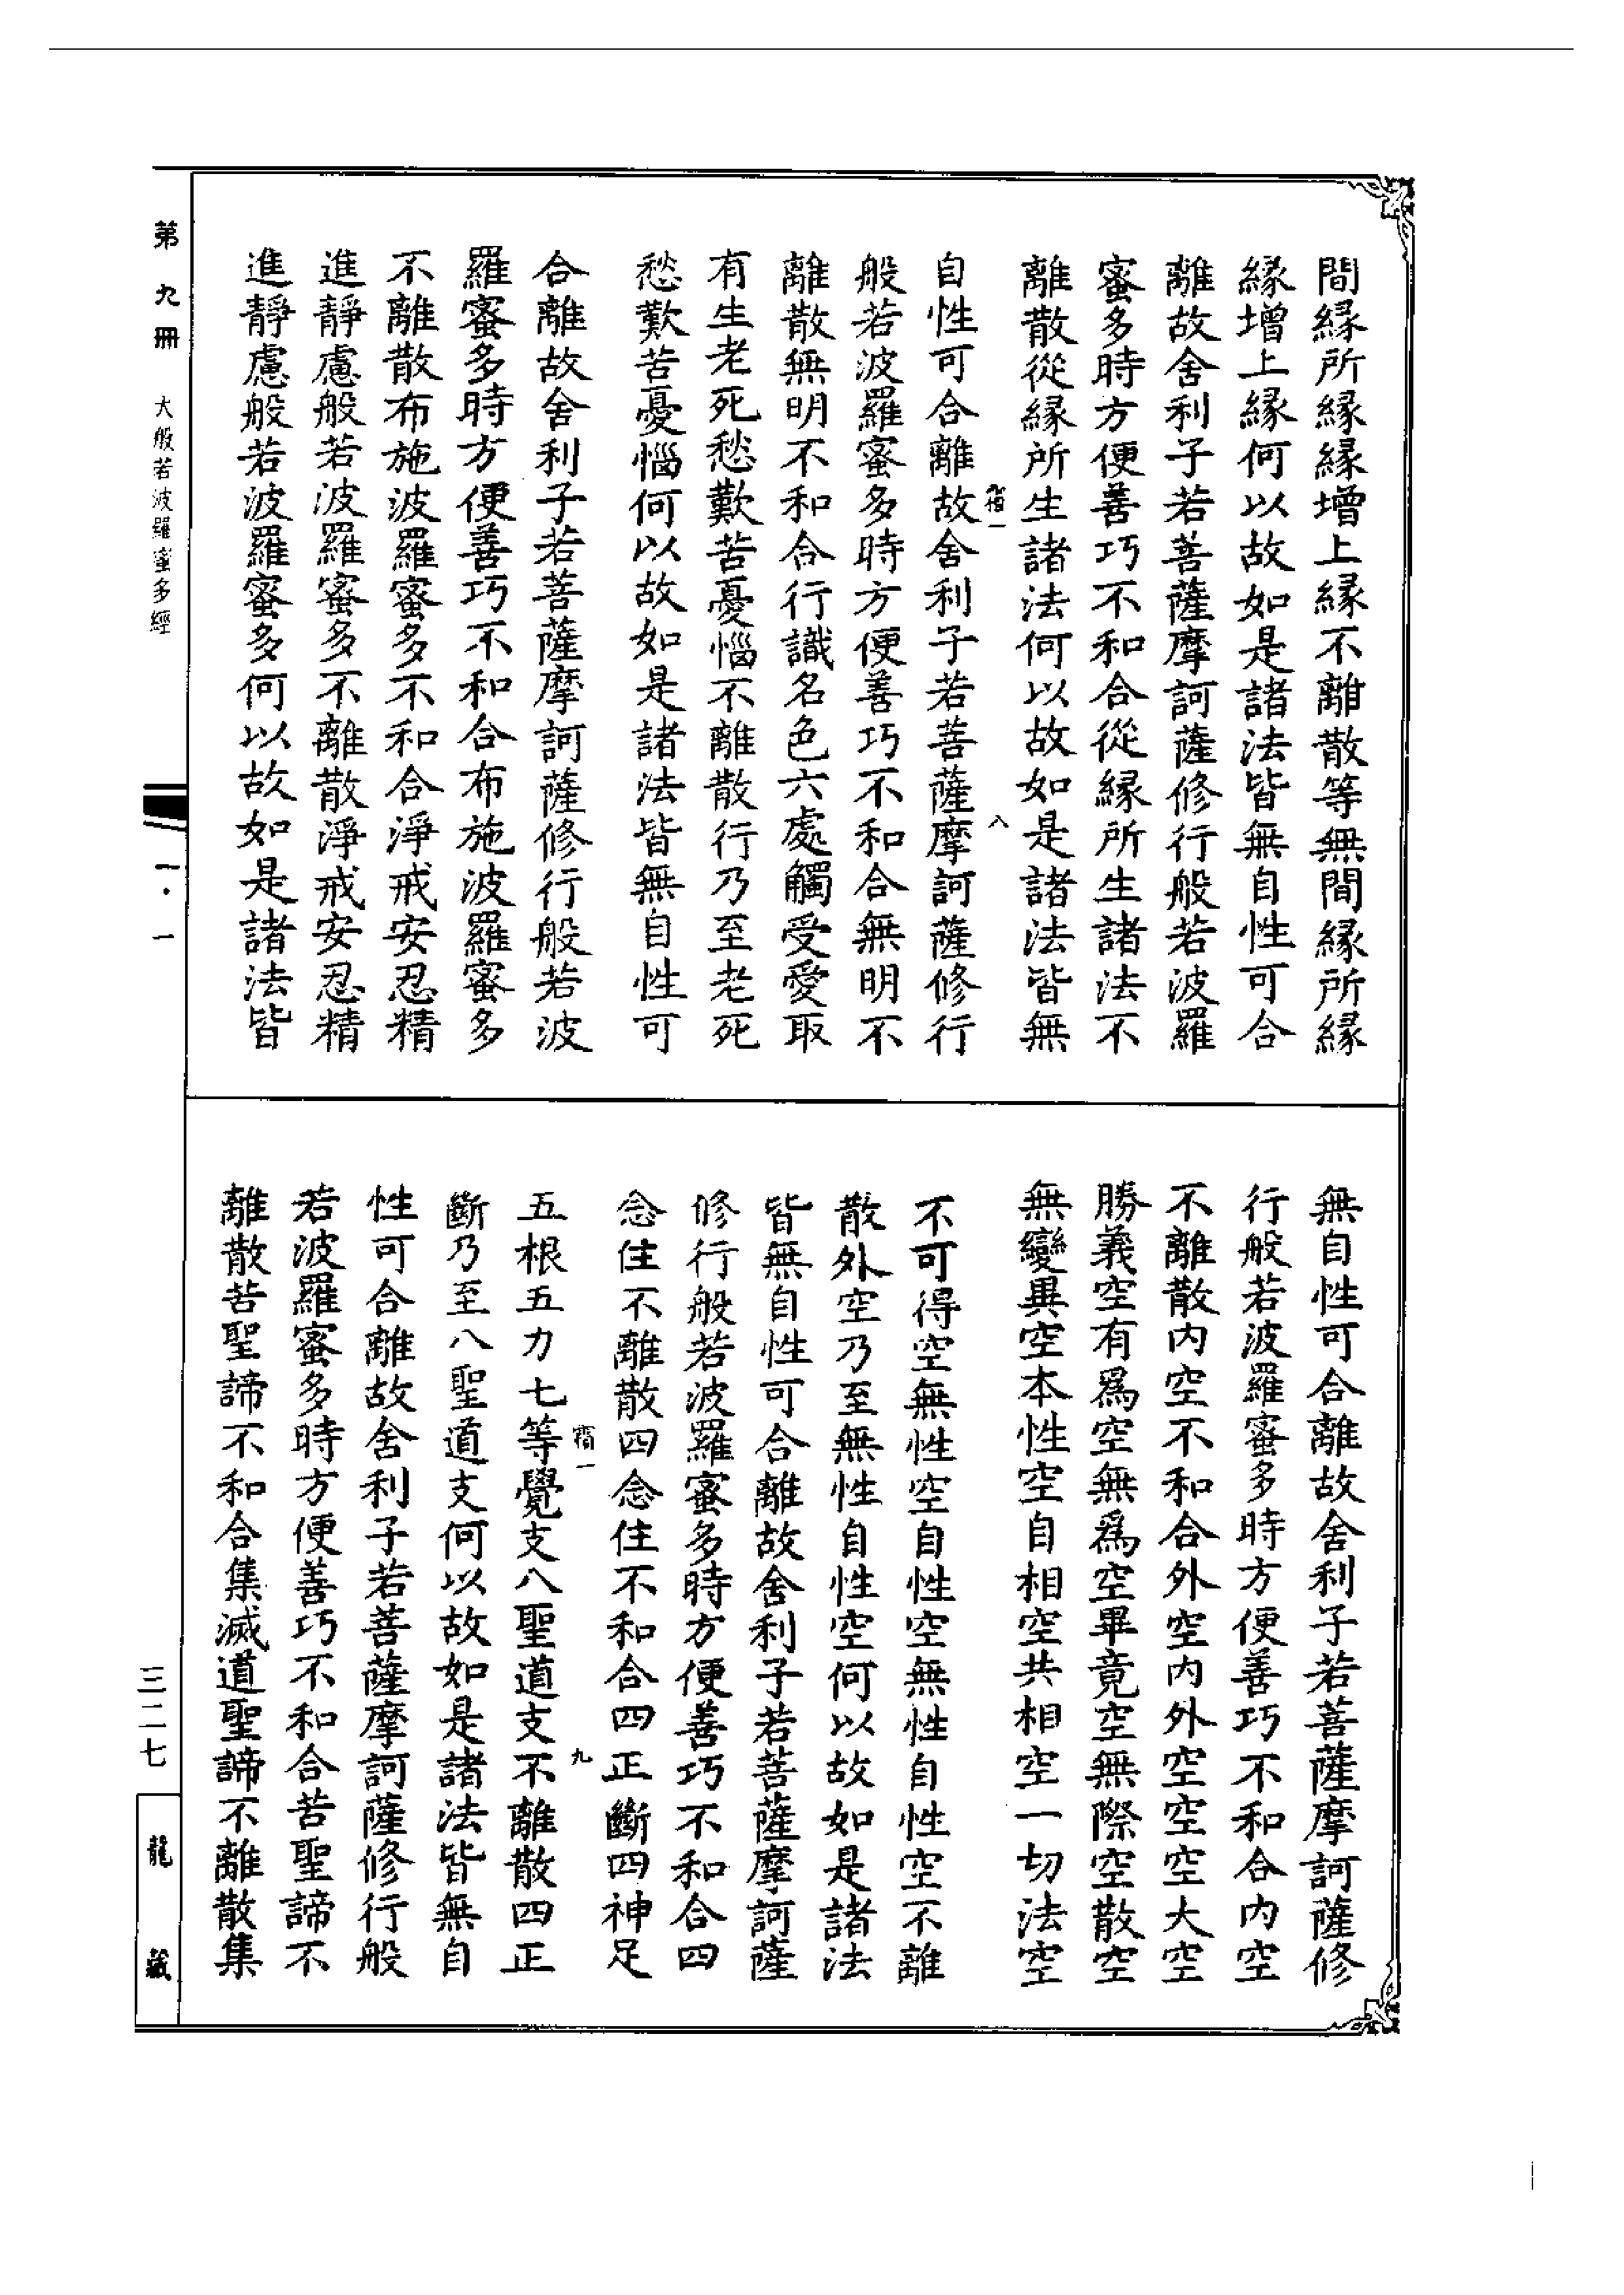 間緣所緣緣增上緣不離散等無間緣所緣
緣增上緣何以故如是諸法皆無自性可合
離故舍利子若菩薩摩訶薩修行般若波羅
蜜多時方便善巧不和合從緣所生諸法不
離散從緣所生諸法何以故如是諸法皆無
自性可合離故舍利子若菩薩摩訶薩修行
般若波羅蜜多時方便善巧不和合無明不
離散無明不和合行識名色六處觸受愛取
有生老死愁歎苦憂惱不離散行乃至老死
愁歎苦憂惱何以故如是諸法皆無自性可
合離故舍利子若菩薩摩訶薩修行般若波
羅蜜多時方便善巧不和合布施波羅蜜多
不離散布施波羅蜜多不和合淨戒安忍精
進靜慮般若波羅蜜多不離散淨戒安忍精
進靜慮般若波羅蜜多何以故如是諸法皆
無自性可合離故舍利子若菩薩摩訶薩修
行般若波羅蜜多時方便善巧不和合內空
不離散內空不和合外空內外空空空大空
勝義空有爲空無爲空畢竟空無際空散空
無變異空本性空自相空共相空一切法空
不可得空無性空自性空無性自性空不離
散外空乃至無性自性空何以故如是諸法
皆無自性可合離故舍利子若菩薩摩訶薩
修行般若波羅蜜多時方便善巧不和合四
念住不離散四念住不和合四正斷四神足
五根五力七等覺支八聖道支不離散四正
斷乃至八聖道支何以故如是諸法皆無自
性可合離故舍利子若菩薩摩訶薩修行般
若波羅蜜多時方便善巧不和合苦聖諦不
離散苦聖諦不和合集滅道聖諦不離散集
第九冊 大般若波羅蜜多經
一·一
三二七
龍藏
八
九